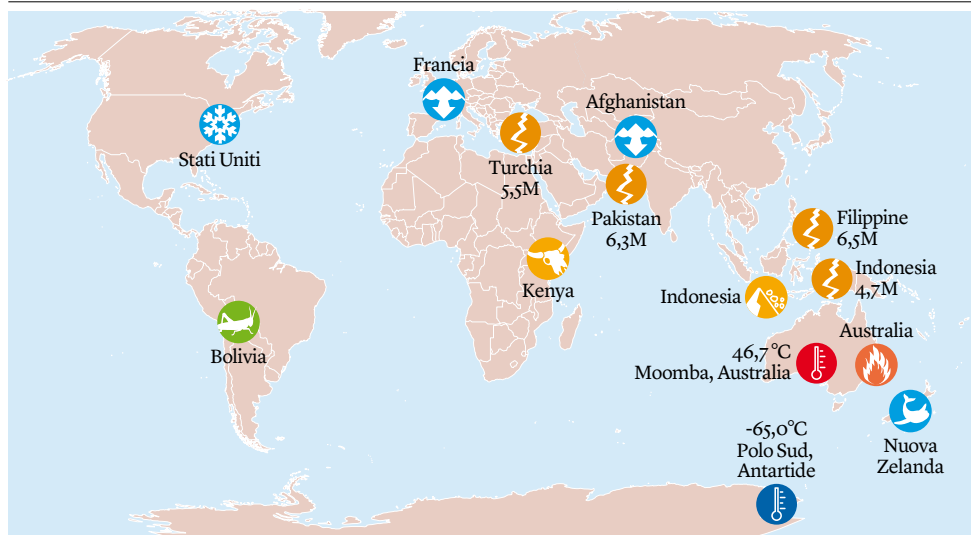 Francia
Afghanistan
Stati Uniti
Turchia
5,5M
Pakistan
6,3M
Filippine
6,5M
Kenya
Indonesia
4,7M
Indonesia
Bolivia
Australia
46,7 °C
Moomba, Australia
-65,0°C
Polo Sud,
Antartide
Nuova
Zelanda